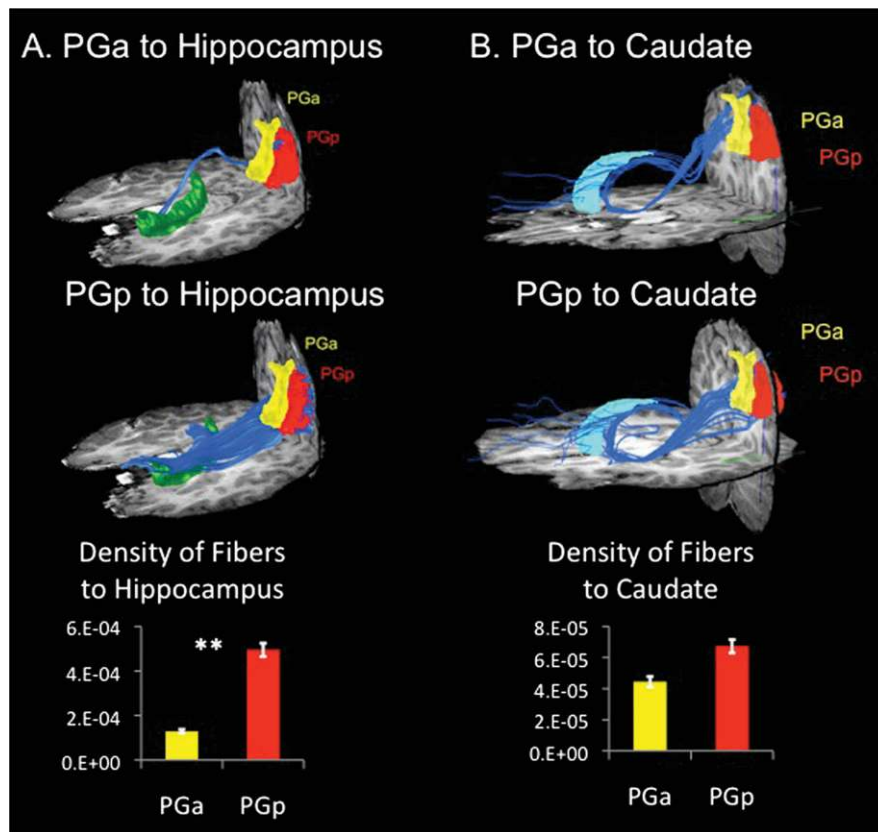 A. PGa to Hippocampus
PGa
PGp
PGp to Hippocampus
PGa
PGp
Density of Fibers
to Hippocampus
6.E-04
4.E-04
2.E-04
0.E+00
**
PGa
PGp
B. PGa to Caudate
PGa
PGp
PGp to Caudate
PGa
PGp
Density of Fibers
to Caudate
8.E-05
6.E-05
4.E-05
2.E-05
0.E+00
PGa
PGp